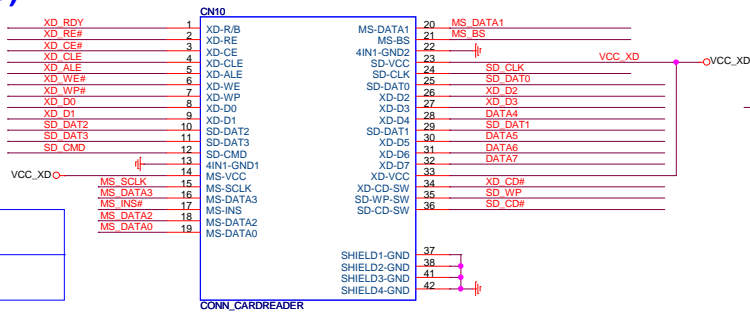 CN10
XD_RDY 1 XD-R/B MS-DATA1 20 MS_DATA1
XD_RE# 2 XD-RE MS-BS 21 MS_BS
XD_CE# 3 XD-CE 4IN1-GND2 22
XD_CLE 4 XD-CLE SD-VCC 23 VCC_XD VCC_XD
XD_ALE 5 XD-ALE SD-CLK 24 SD_CLK
XD_WE# 6 XD-WE SD-DAT0 25 SD_DAT0
XD_WP# 7 XD-WP XD-D2 26 XD_D2
XD_D0 8 XD-D0 XD-D3 27 XD_D3
XD_D1 9 XD-D1 XD-D4 28 DATA4
SD_DAT2 10 SD-DAT2 SD-DAT1 29 SD_DAT1
SD_DAT3 11 SD-DAT3 XD-D5 30 DATA5
SD_CMD 12 SD-CMD XD-D6 31 DATA6
13 4IN1-GND1 XD-D7 32 DATA7
VCC_XD 14 MS-VCC XD-VCC 33
MS_SCLK 15 MS-SCLK XD-CD-SW 34 XD_CD#
MS_DATA3 16 MS-DATA3 SD-WP-SW 35 SD_WP
MS_INS# 17 MS-INS SD-CD-SW 36 SD_CD#
MS_DATA2 18 MS-DATA2
MS_DATA0 19 MS-DATA0
SHIELD1-GND 37
SHIELD2-GND 38
SHIELD3-GND 41
SHIELD4-GND 42
CONN_CARDREADER